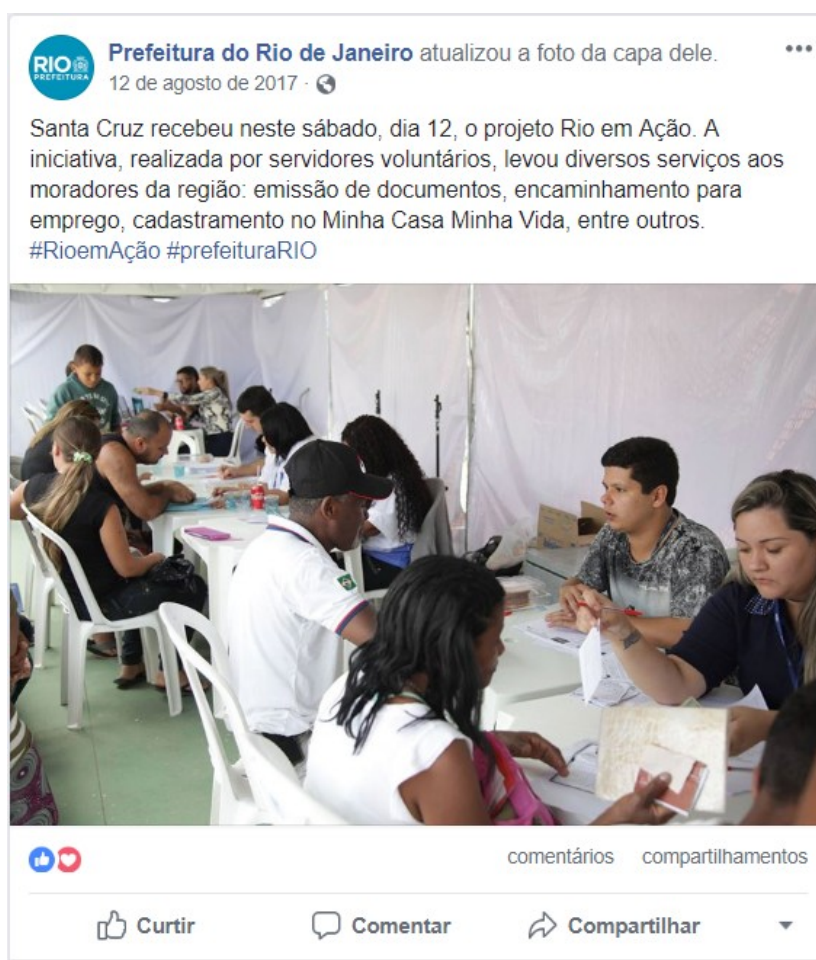 RIO
PREFEITURA
Prefeitura do Rio de Janeiro atualizou a foto da capa dele.
12 de agosto de 2017 ·
Santa Cruz recebeu neste sábado, dia 12, o projeto Rio em Ação. A
iniciativa, realizada por servidores voluntários, levou diversos serviços aos
moradores da região: emissão de documentos, encaminhamento para
emprego, cadastramento no Minha Casa Minha Vida, entre outros.
#RioemAção #prefeituraRIO
comentários compartilhamentos
Curtir Comentar Compartilhar